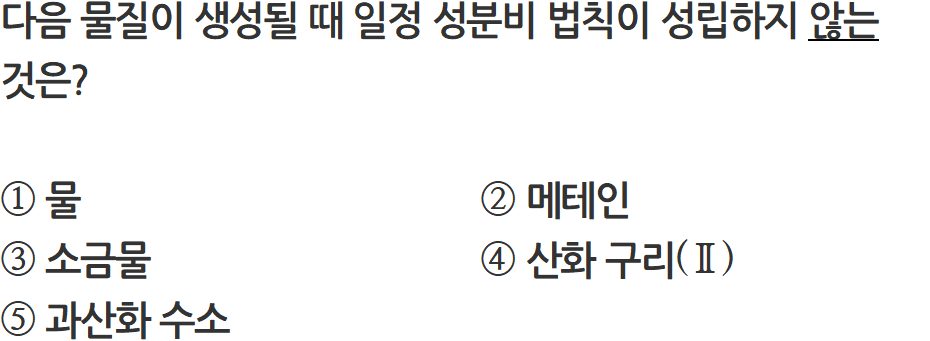 다음 물질이 생성될 때 일정 성분비 법칙이 성립하지 않는
것은?
① 물 ② 메테인
③ 소금물 ④ 산화 구리(Ⅱ)
⑤ 과산화 수소